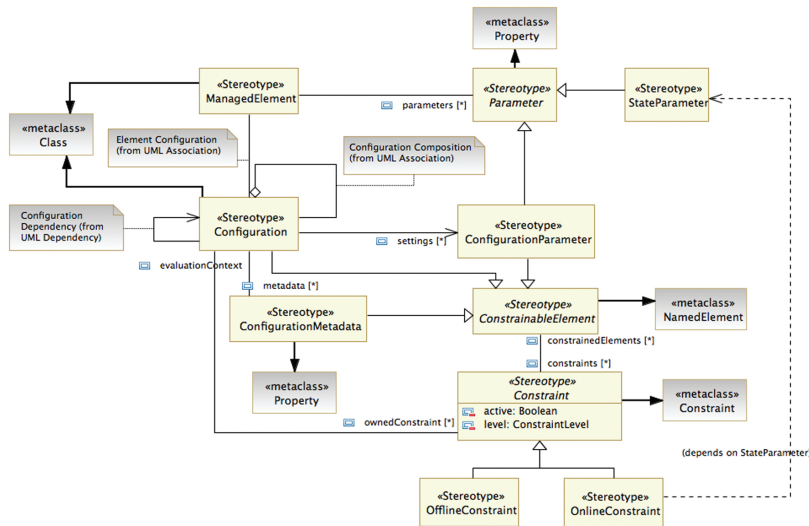 «metaclass»
Property
«Stereotype»
ManagedElement
parameters [*]
«Stereotype»
Parameter
«Stereotype»
StateParameter
«metaclass»
Class
Element Configuration
(from UML Association)
Configuration Composition
(from UML Association)
Configuration
Dependency (from
UML Dependency)
«Stereotype»
Configuration
settings [*]
«Stereotype»
ConfigurationParameter
evaluationContext
metadata [*]
«Stereotype»
ConfigurationMetadata
«Stereotype»
ConstrainableElement
«metaclass»
NamedElement
constrainedElements [*]
constraints [*]
«metaclass»
Property
«Stereotype»
Constraint
active: Boolean
level: ConstraintLevel
«metaclass»
Constraint
ownedConstraint [*]
(depends on StateParameter)
«Stereotype»
OfflineConstraint
«Stereotype»
OnlineConstraint